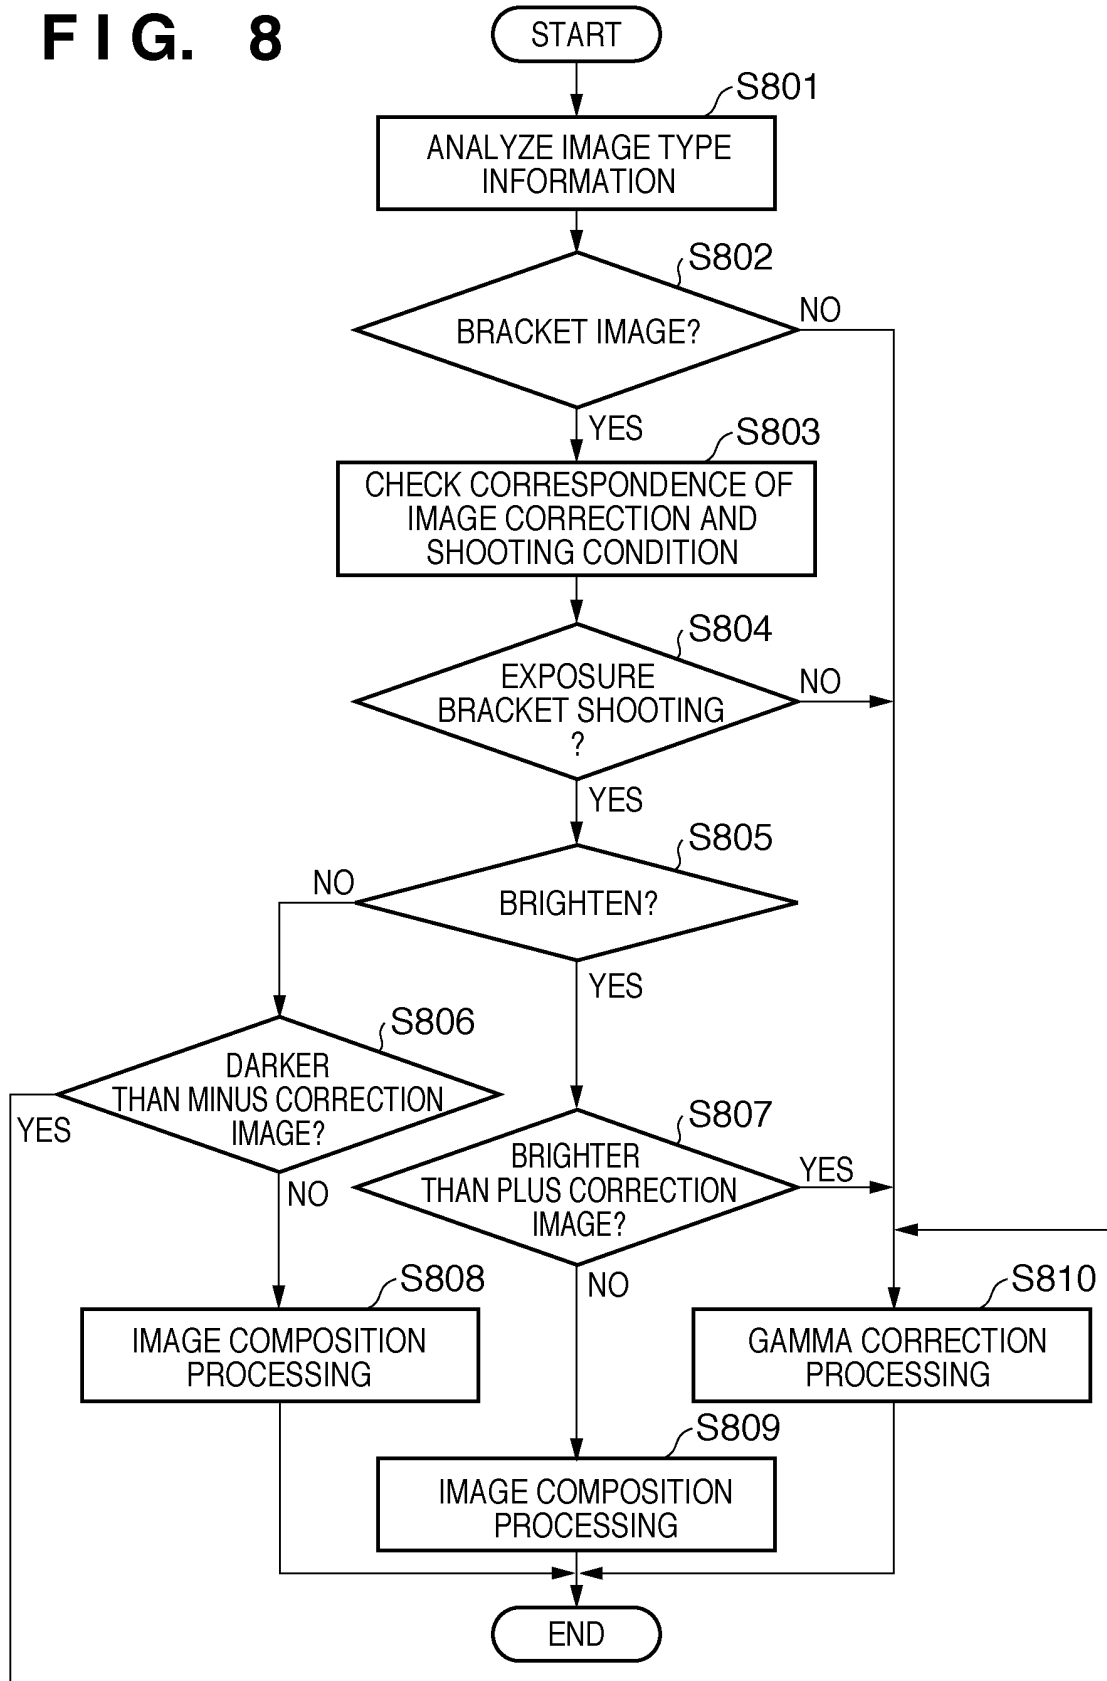 FIG. 8
START
S801
ANALYZE IMAGE TYPE
INFORMATION
S802
BRACKET IMAGE?
NO
YES
S803
CHECK CORRESPONDENCE OF
IMAGE CORRECTION AND
SHOOTING CONDITION
S804
EXPOSURE
BRACKET SHOOTING
?
NO
YES
S805
BRIGHTEN?
NO
YES
S806
DARKER
THAN MINUS CORRECTION
IMAGE?
YES
NO
S807
BRIGHTER
THAN PLUS CORRECTION
IMAGE?
YES
NO
S808
IMAGE COMPOSITION
PROCESSING
S810
GAMMA CORRECTION
PROCESSING
S809
IMAGE COMPOSITION
PROCESSING
END